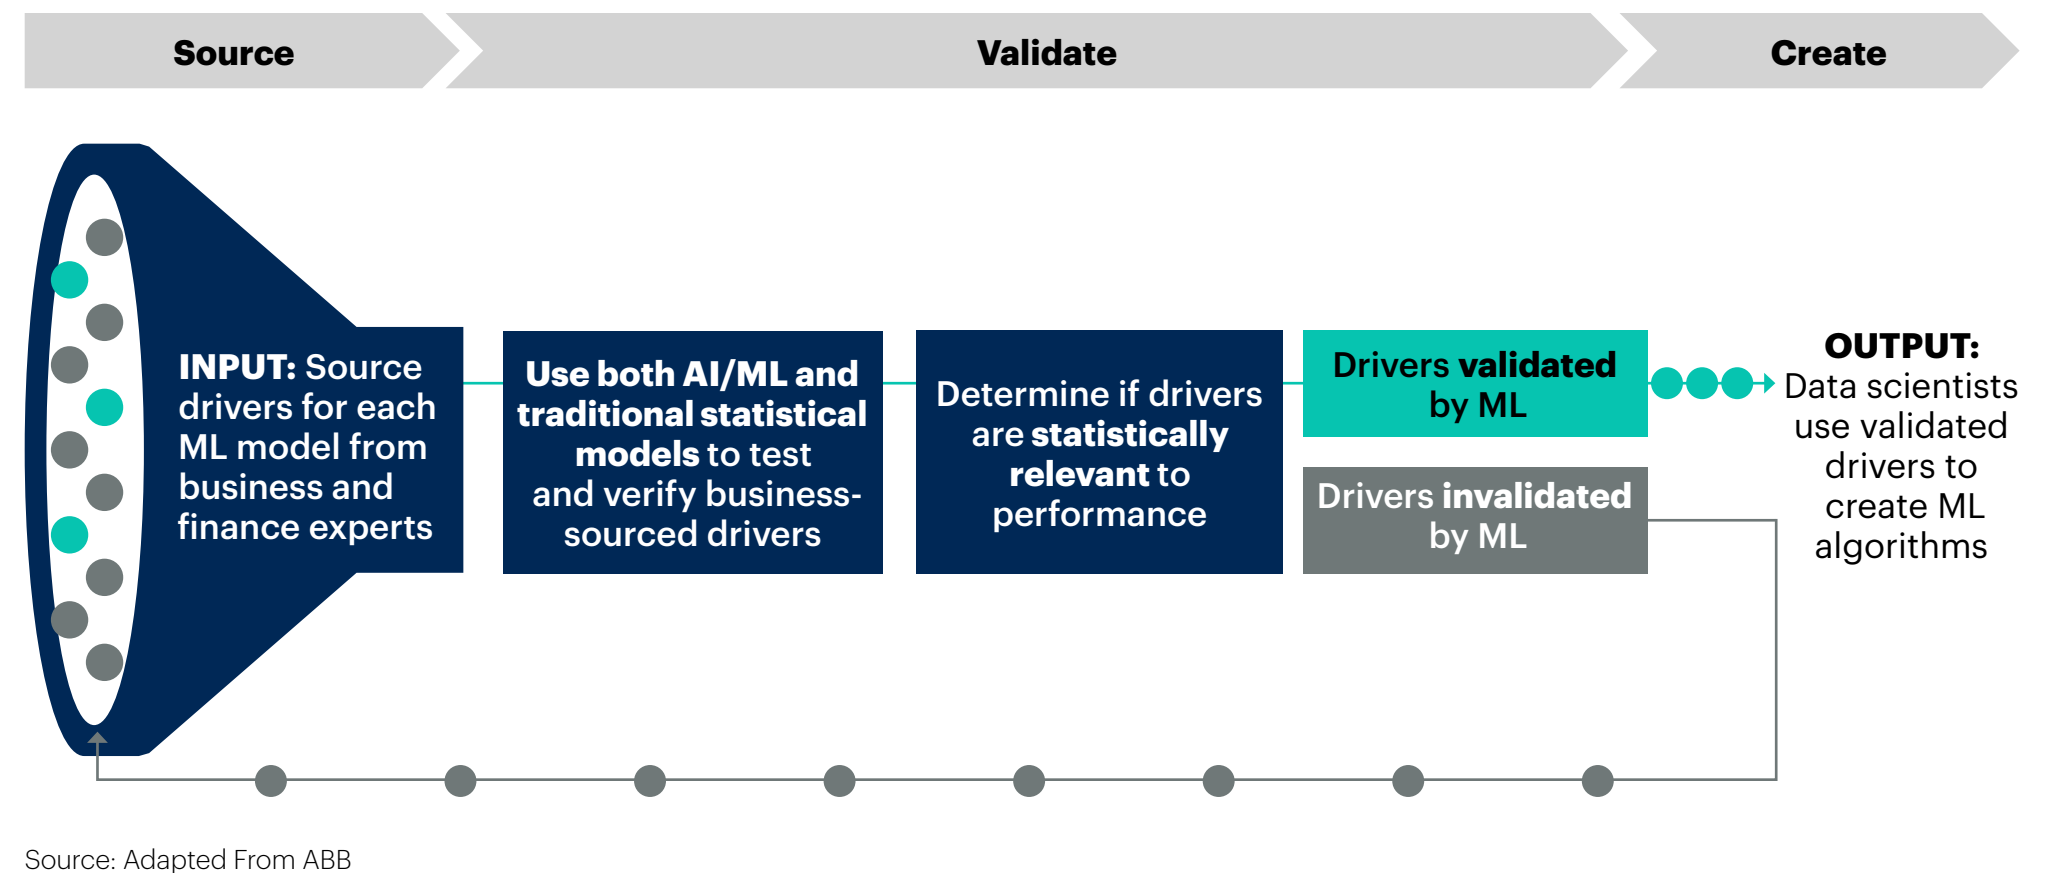 Source
Validate
Create
INPUT: Source
drivers for each
ML model from
business and
finance experts
Use both AI/ML and
traditional statistical
models to test
and verify business-
sourced drivers
Determine if drivers
are statistically
relevant to
performance
Drivers validated
by ML
Drivers invalidated
by ML
OUTPUT:
Data scientists
use validated
drivers to
create ML
algorithms
Source: Adapted From ABB